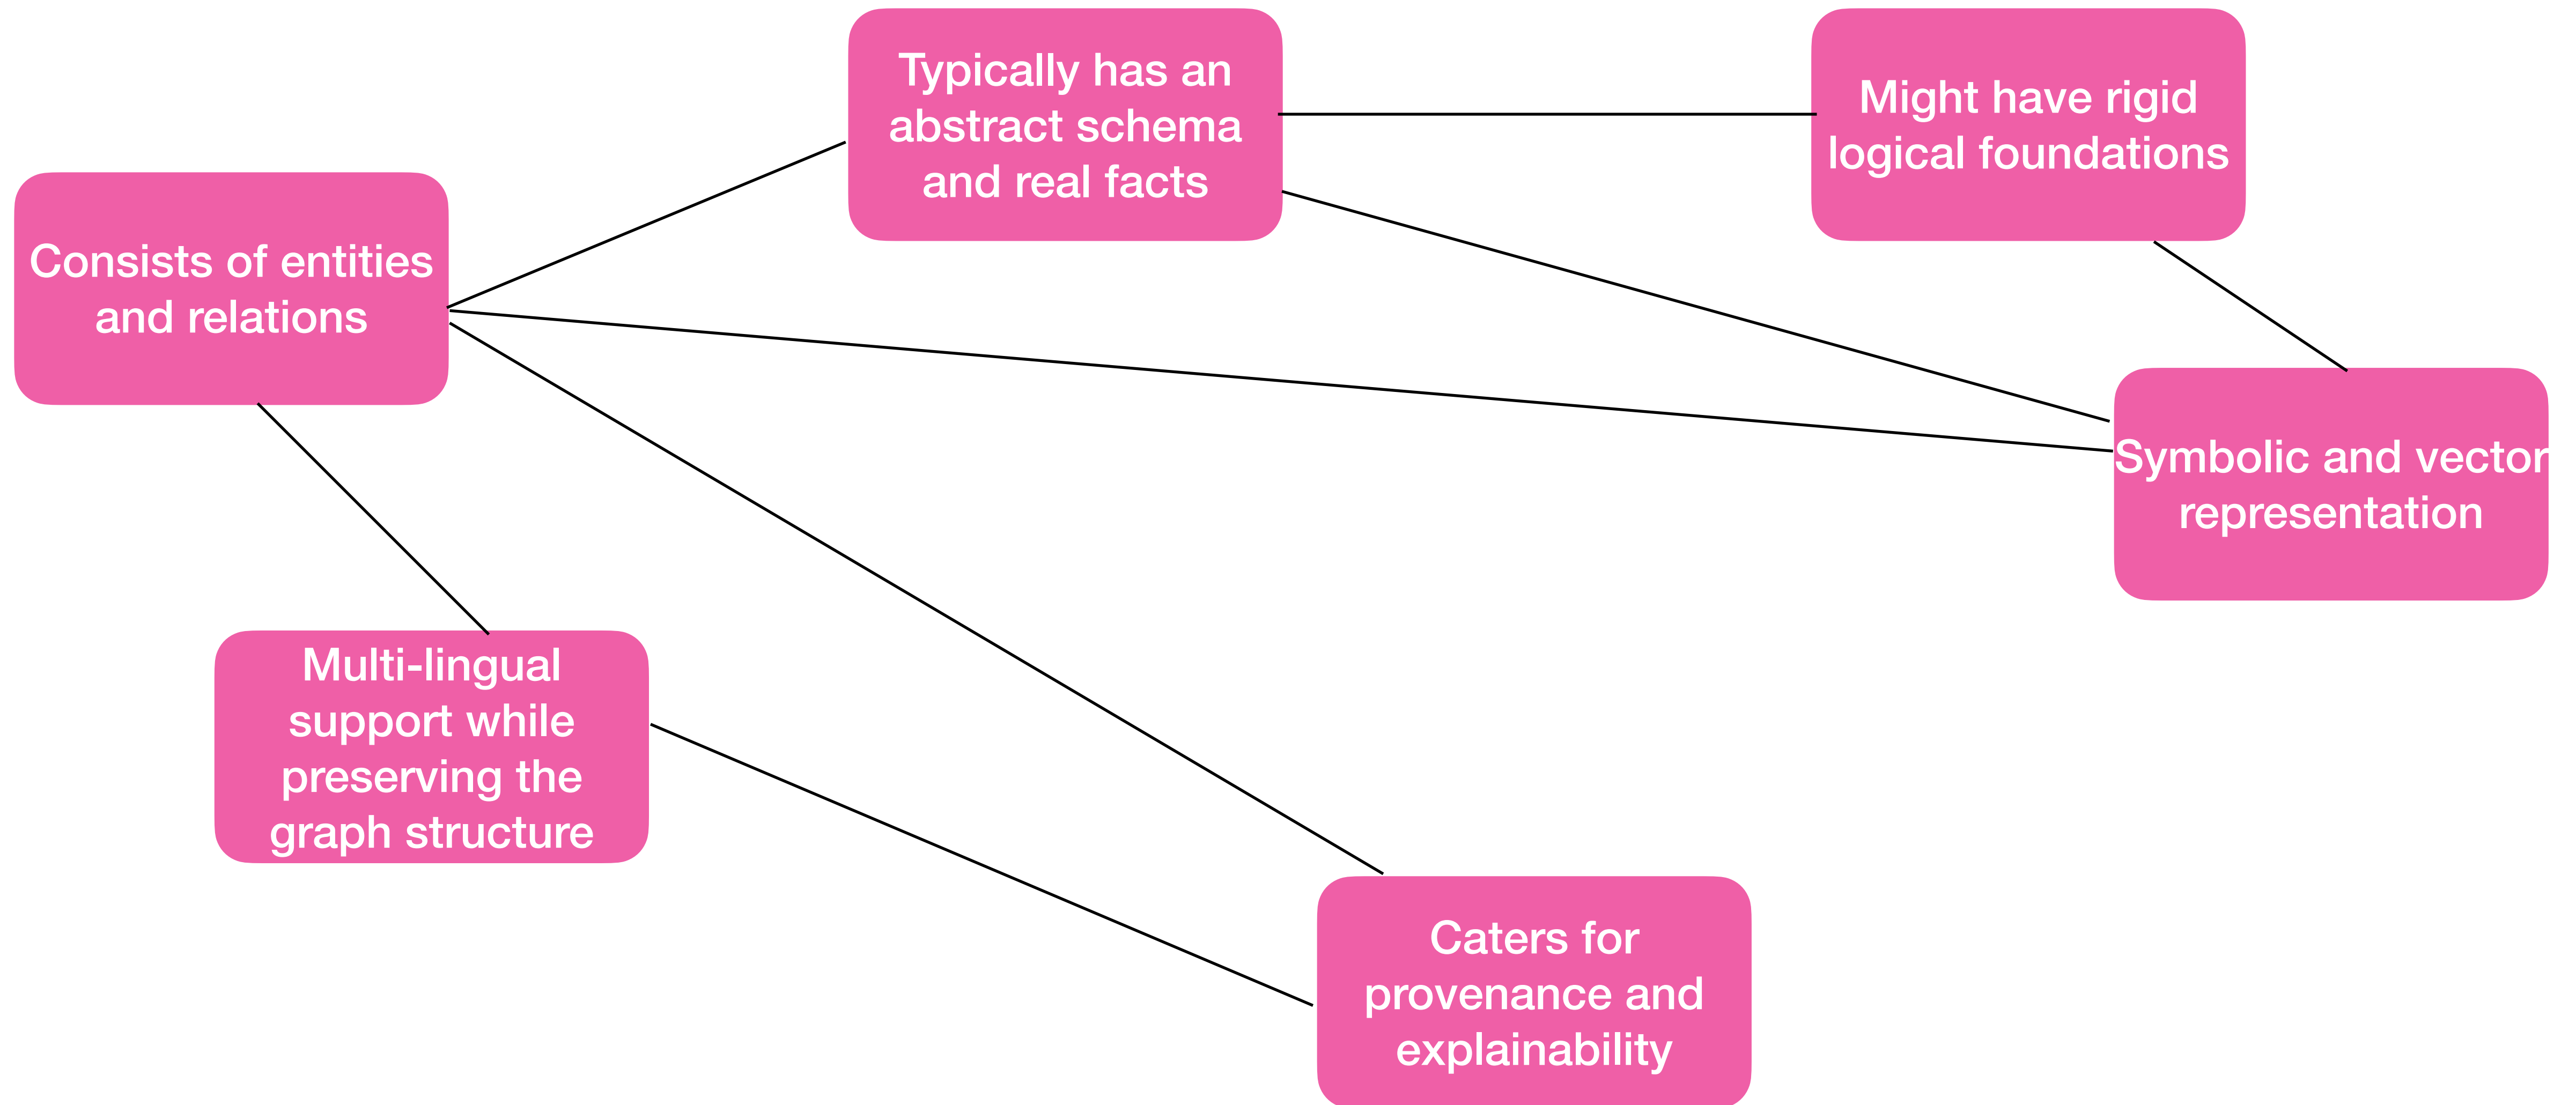 Typically has an
abstract schema
and real facts
Might have rigid
logical foundations
Consists of entities
and relations
Symbolic and vector
representation
Multi-lingual
support while
preserving the
graph structure
Caters for
provenance and
explainability